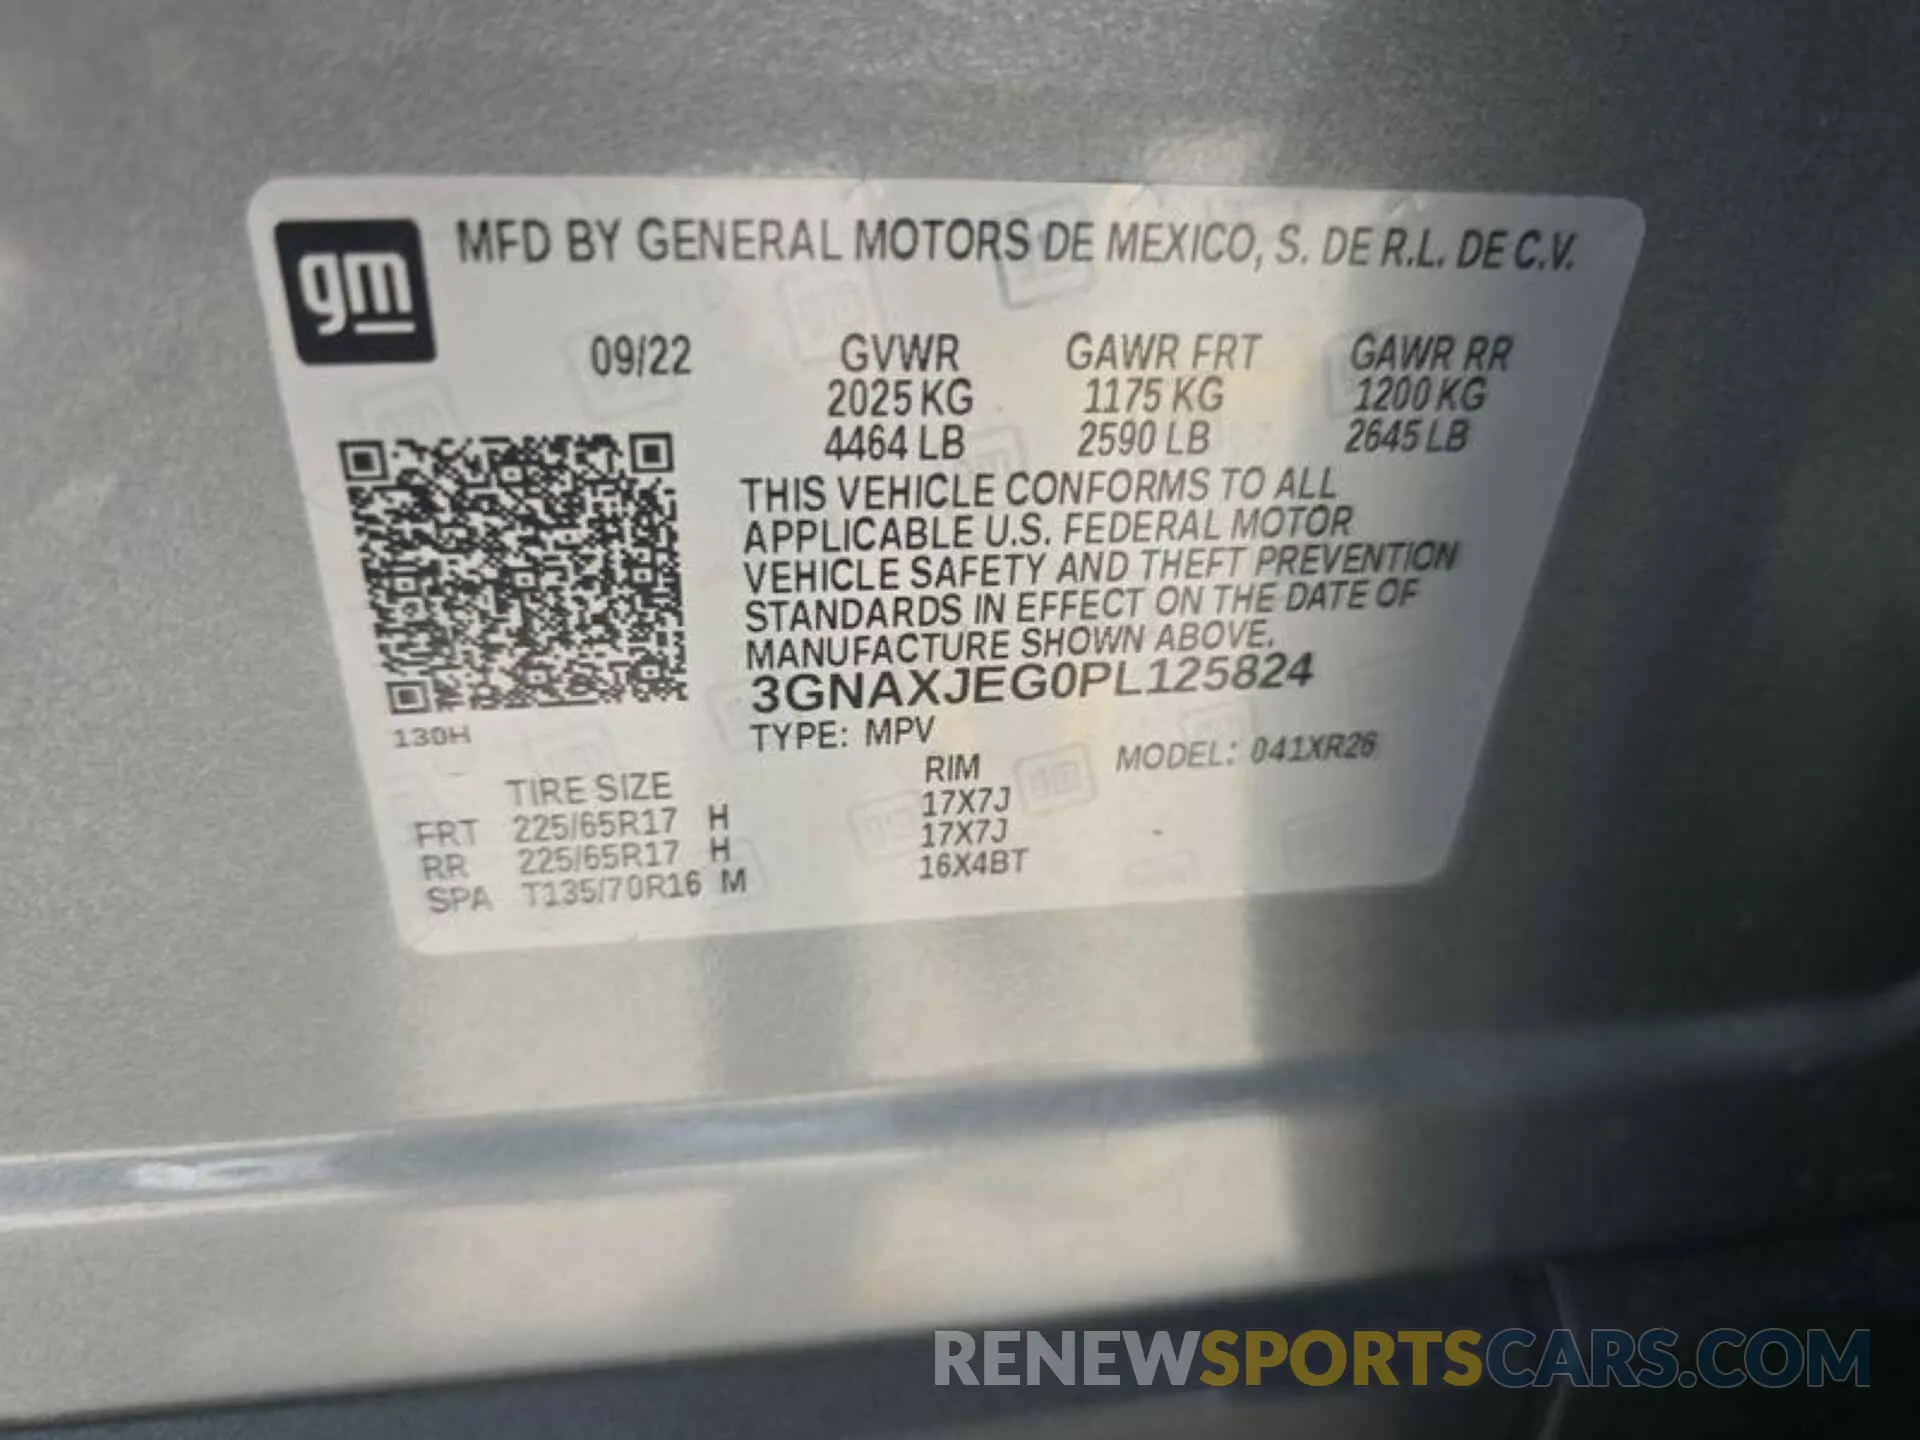 gm
MFD BY GENERAL MOTORS DE MEXICO, S. DE R.L. DE C.V.
09/22 GVWR GAWR FRT GAWR RR
2025 KG 1175 KG 1200 KG
4464 LB 2590 LB 2645 LB
THIS VEHICLE CONFORMS TO ALL
APPLICABLE U.S. FEDERAL MOTOR
VEHICLE SAFETY AND THEFT PREVENTION
STANDARDS IN EFFECT ON THE DATE OF
MANUFACTURE SHOWN ABOVE.
3GNAXJEG0PL125824
130H
TYPE: MPV
MODEL: 041XR26
TIRE SIZE RIM
FRT 225/65R17 H 17X7J
RR 225/65R17 H 17X7J
SPA T135/70R16 M 16X4BT
RENEWSPORTSCARS.COM